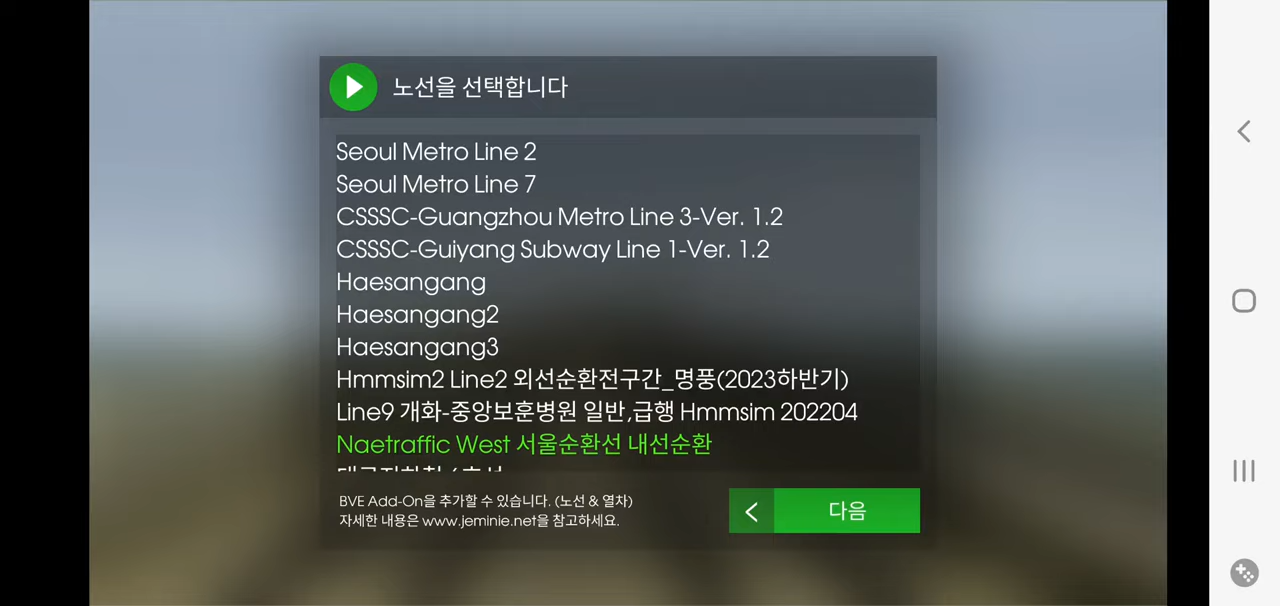 노선을 선택합니다
Seoul Metro Line 2
Seoul Metro Line 7
CSSSC-Guangzhou Metro Line 3-Ver. 1.2
CSSSC-Guiyang Subway Line 1-Ver. 1.2
Haesangang
Haesangang2
Haesangang3
Hmmsim2 Line2 외선순환전구간_명풍(2023하반기)
Line9 개화-중앙보훈병원 일반,급행 Hmmsim 202204
Naetraffic West 서울순환선 내선순환
BVE Add-On을 추가할 수 있습니다. (노선 & 열차)
자세한 내용은 www.jeminie.net을 참고하세요.
다음